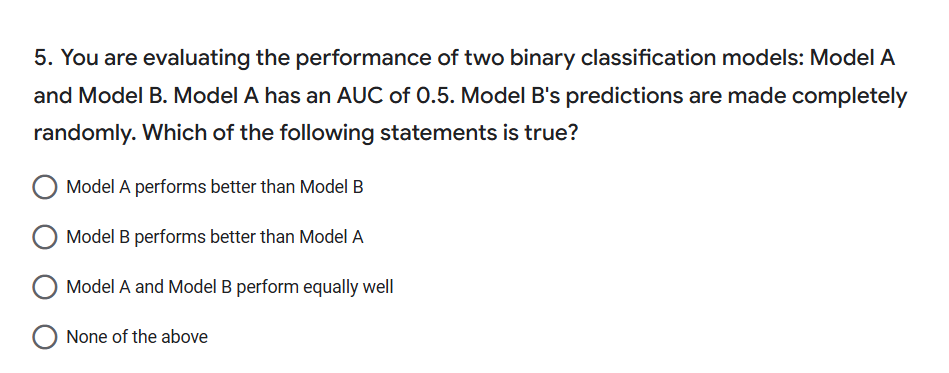 5. You are evaluating the performance of two binary classification models: Model A
and Model B. Model A has an AUC of 0.5. Model B's predictions are made completely
randomly. Which of the following statements is true?
Model A performs better than Model B
Model B performs better than Model A
Model A and Model B perform equally well
None of the above